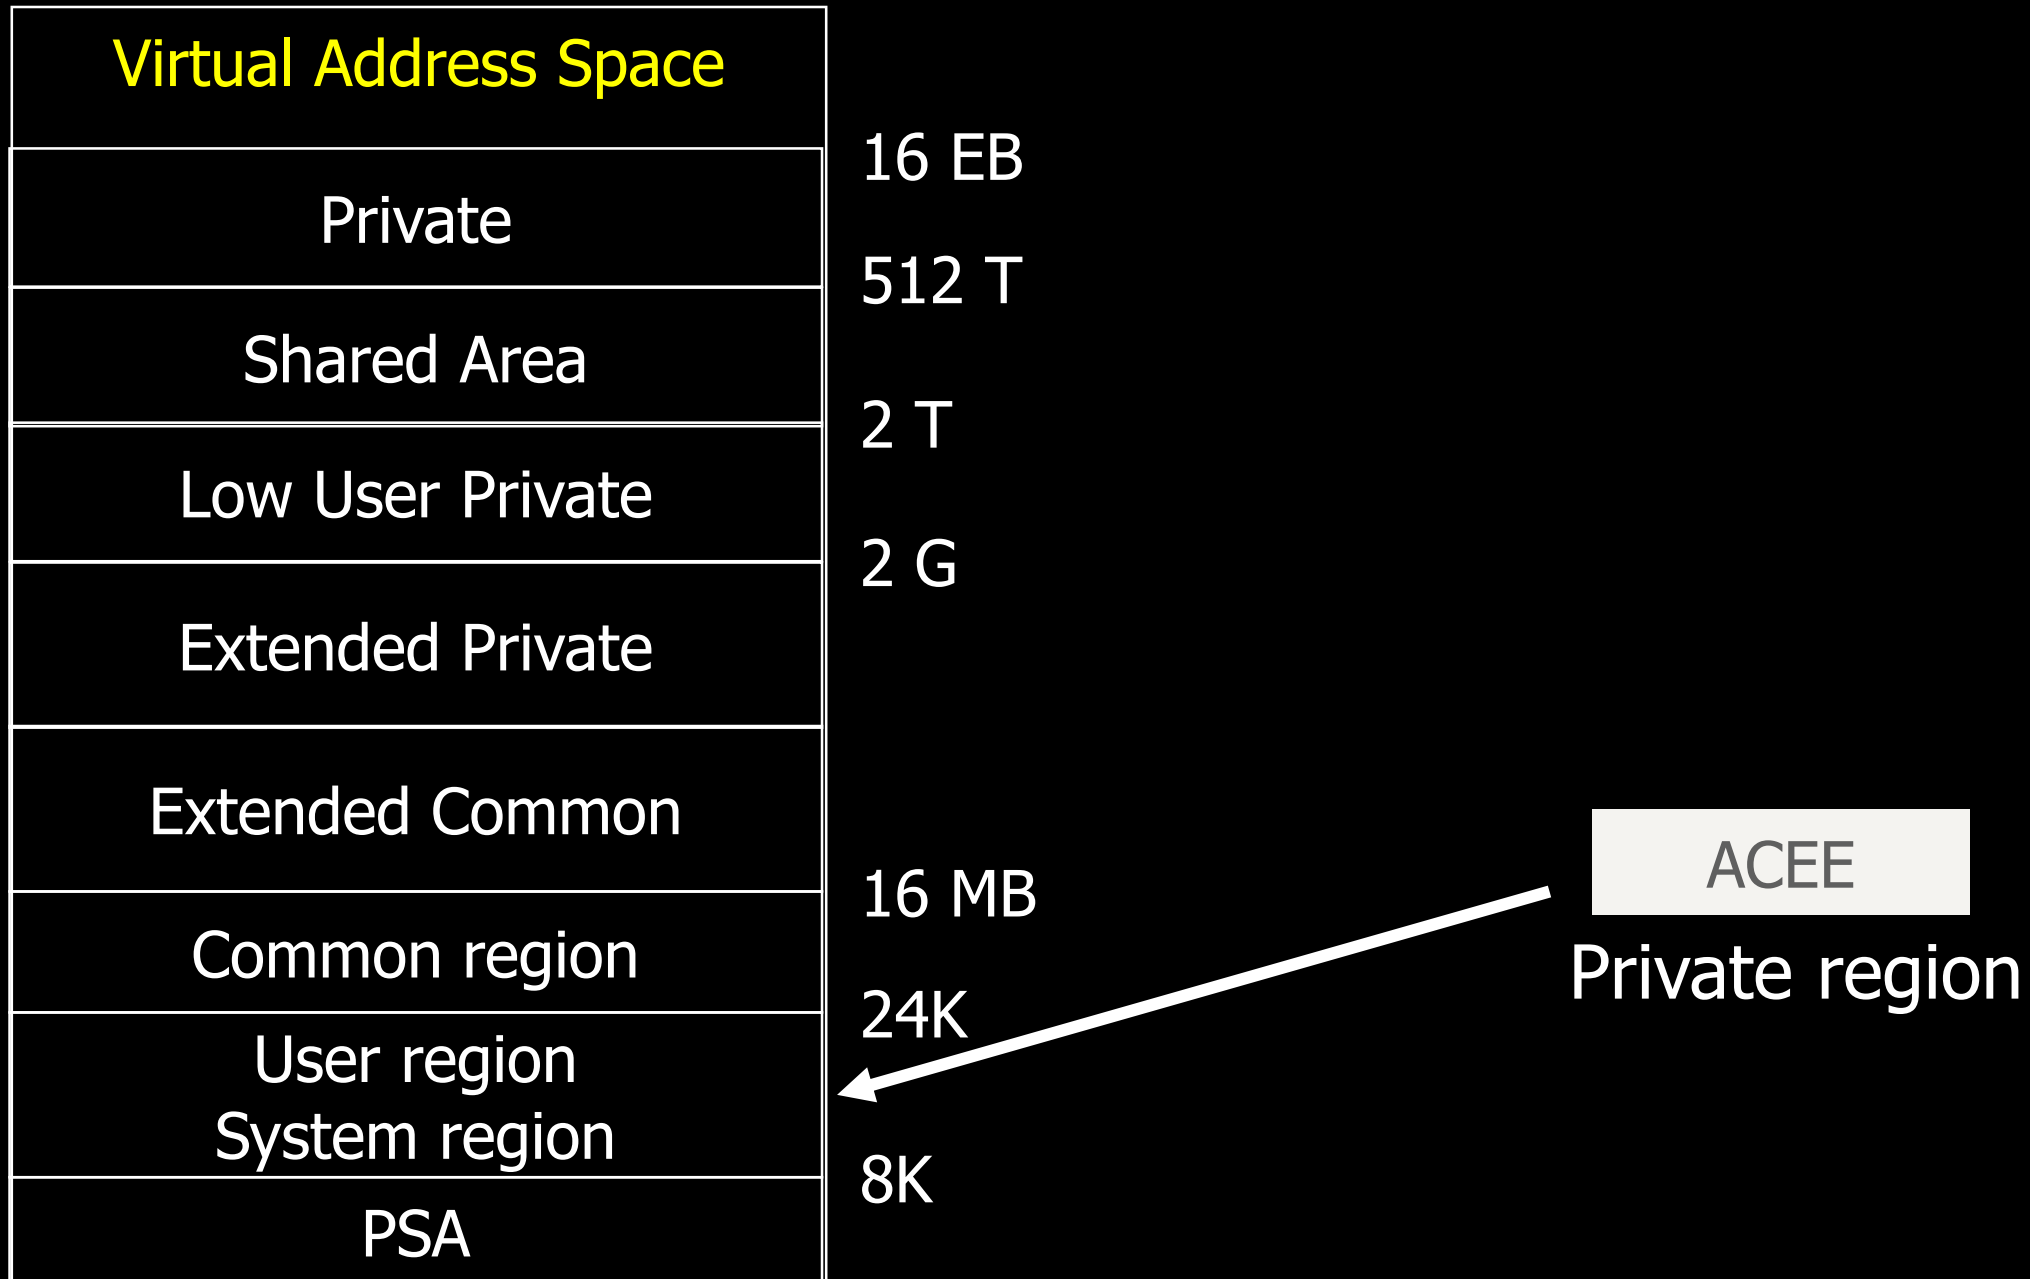 Virtual Address Space
16 EB
Private
512 T
Shared Area
2 T
Low User Private
2 G
Extended Private
Extended Common
16 MB
ACEE
Private region
Common region
24K
User region
System region
8K
PSA